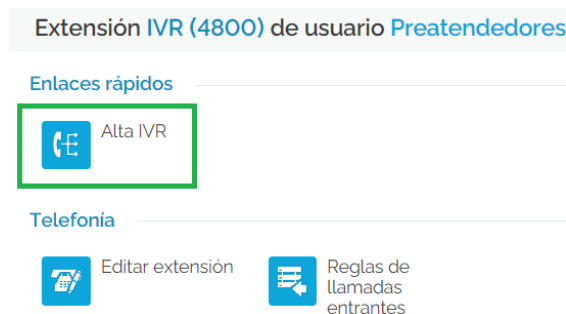 Extensión IVR (4800) de usuario Preatendedores
Enlaces rápidos
Alta IVR
Telefonía
Editar extensión
Reglas de
llamadas
entrantes